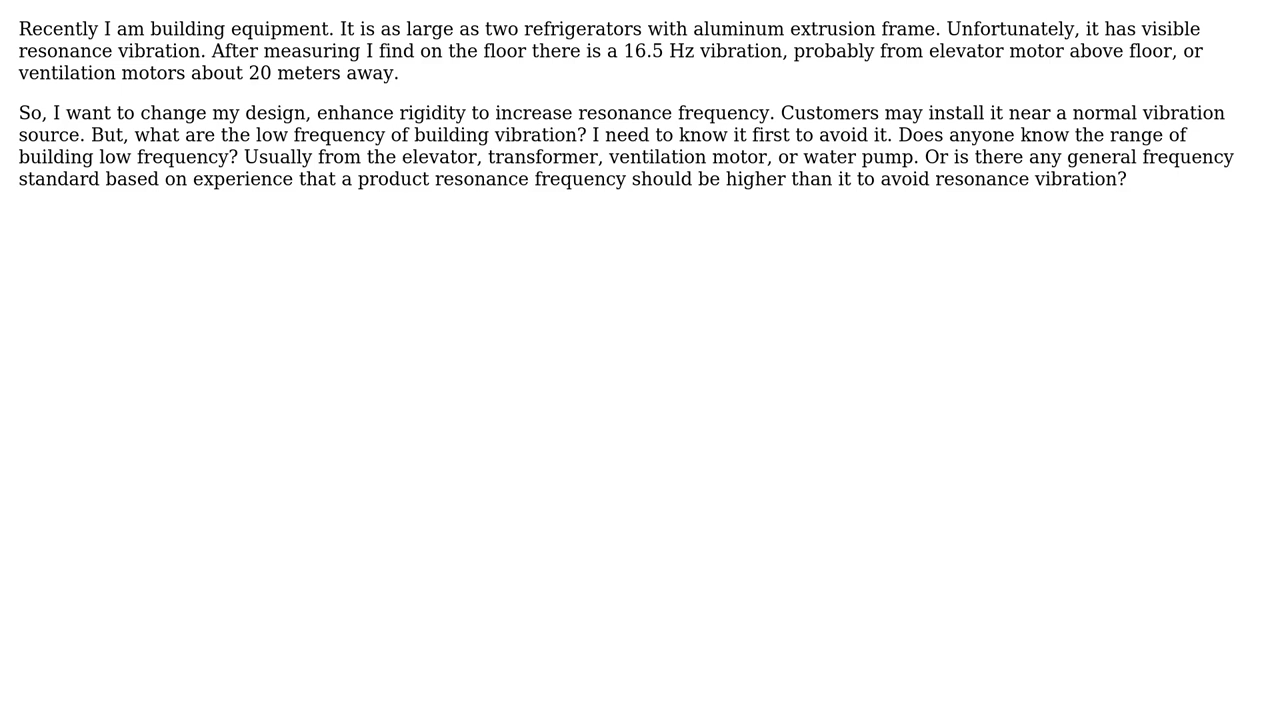 Recently I am building equipment. It is as large as two refrigerators with aluminum extrusion frame. Unfortunately, it has visible
resonance vibration. After measuring I find on the floor there is a 16.5 Hz vibration, probably from elevator motor above floor, or
ventilation motors about 20 meters away.
So, I want to change my design, enhance rigidity to increase resonance frequency. Customers may install it near a normal vibration
source. But, what are the low frequency of building vibration? I need to know it first to avoid it. Does anyone know the range of
building low frequency? Usually from the elevator, transformer, ventilation motor, or water pump. Or is there any general frequency
standard based on experience that a product resonance frequency should be higher than it to avoid resonance vibration?